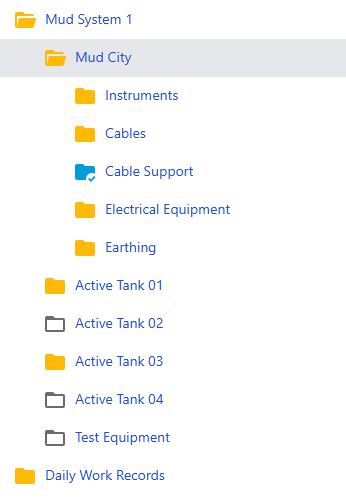 Mud System 1
Mud City
Instruments
Cables
Cable Support
Electrical Equipment
Earthing
Active Tank 01
Active Tank 02
Active Tank 03
Active Tank 04
Test Equipment
Daily Work Records